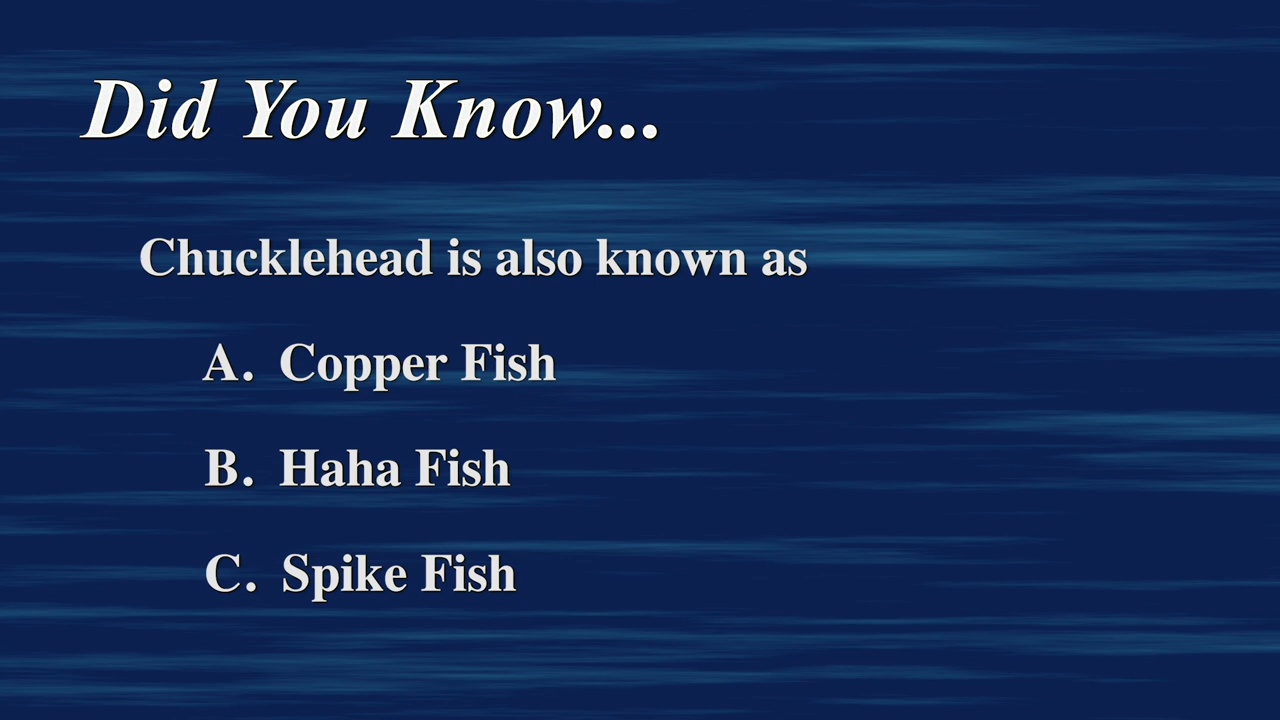 Did You Know...
Chucklehead is also known as
A. Copper Fish
B. Haha Fish
C. Spike Fish